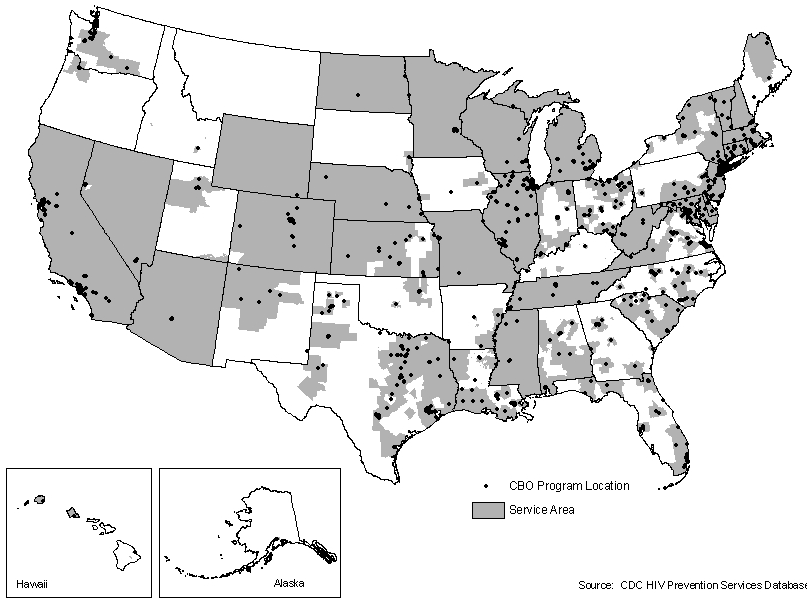 CBO Program Location
Service Area
Hawaii
Alaska
Source: CDC HIV Prevention Services Database